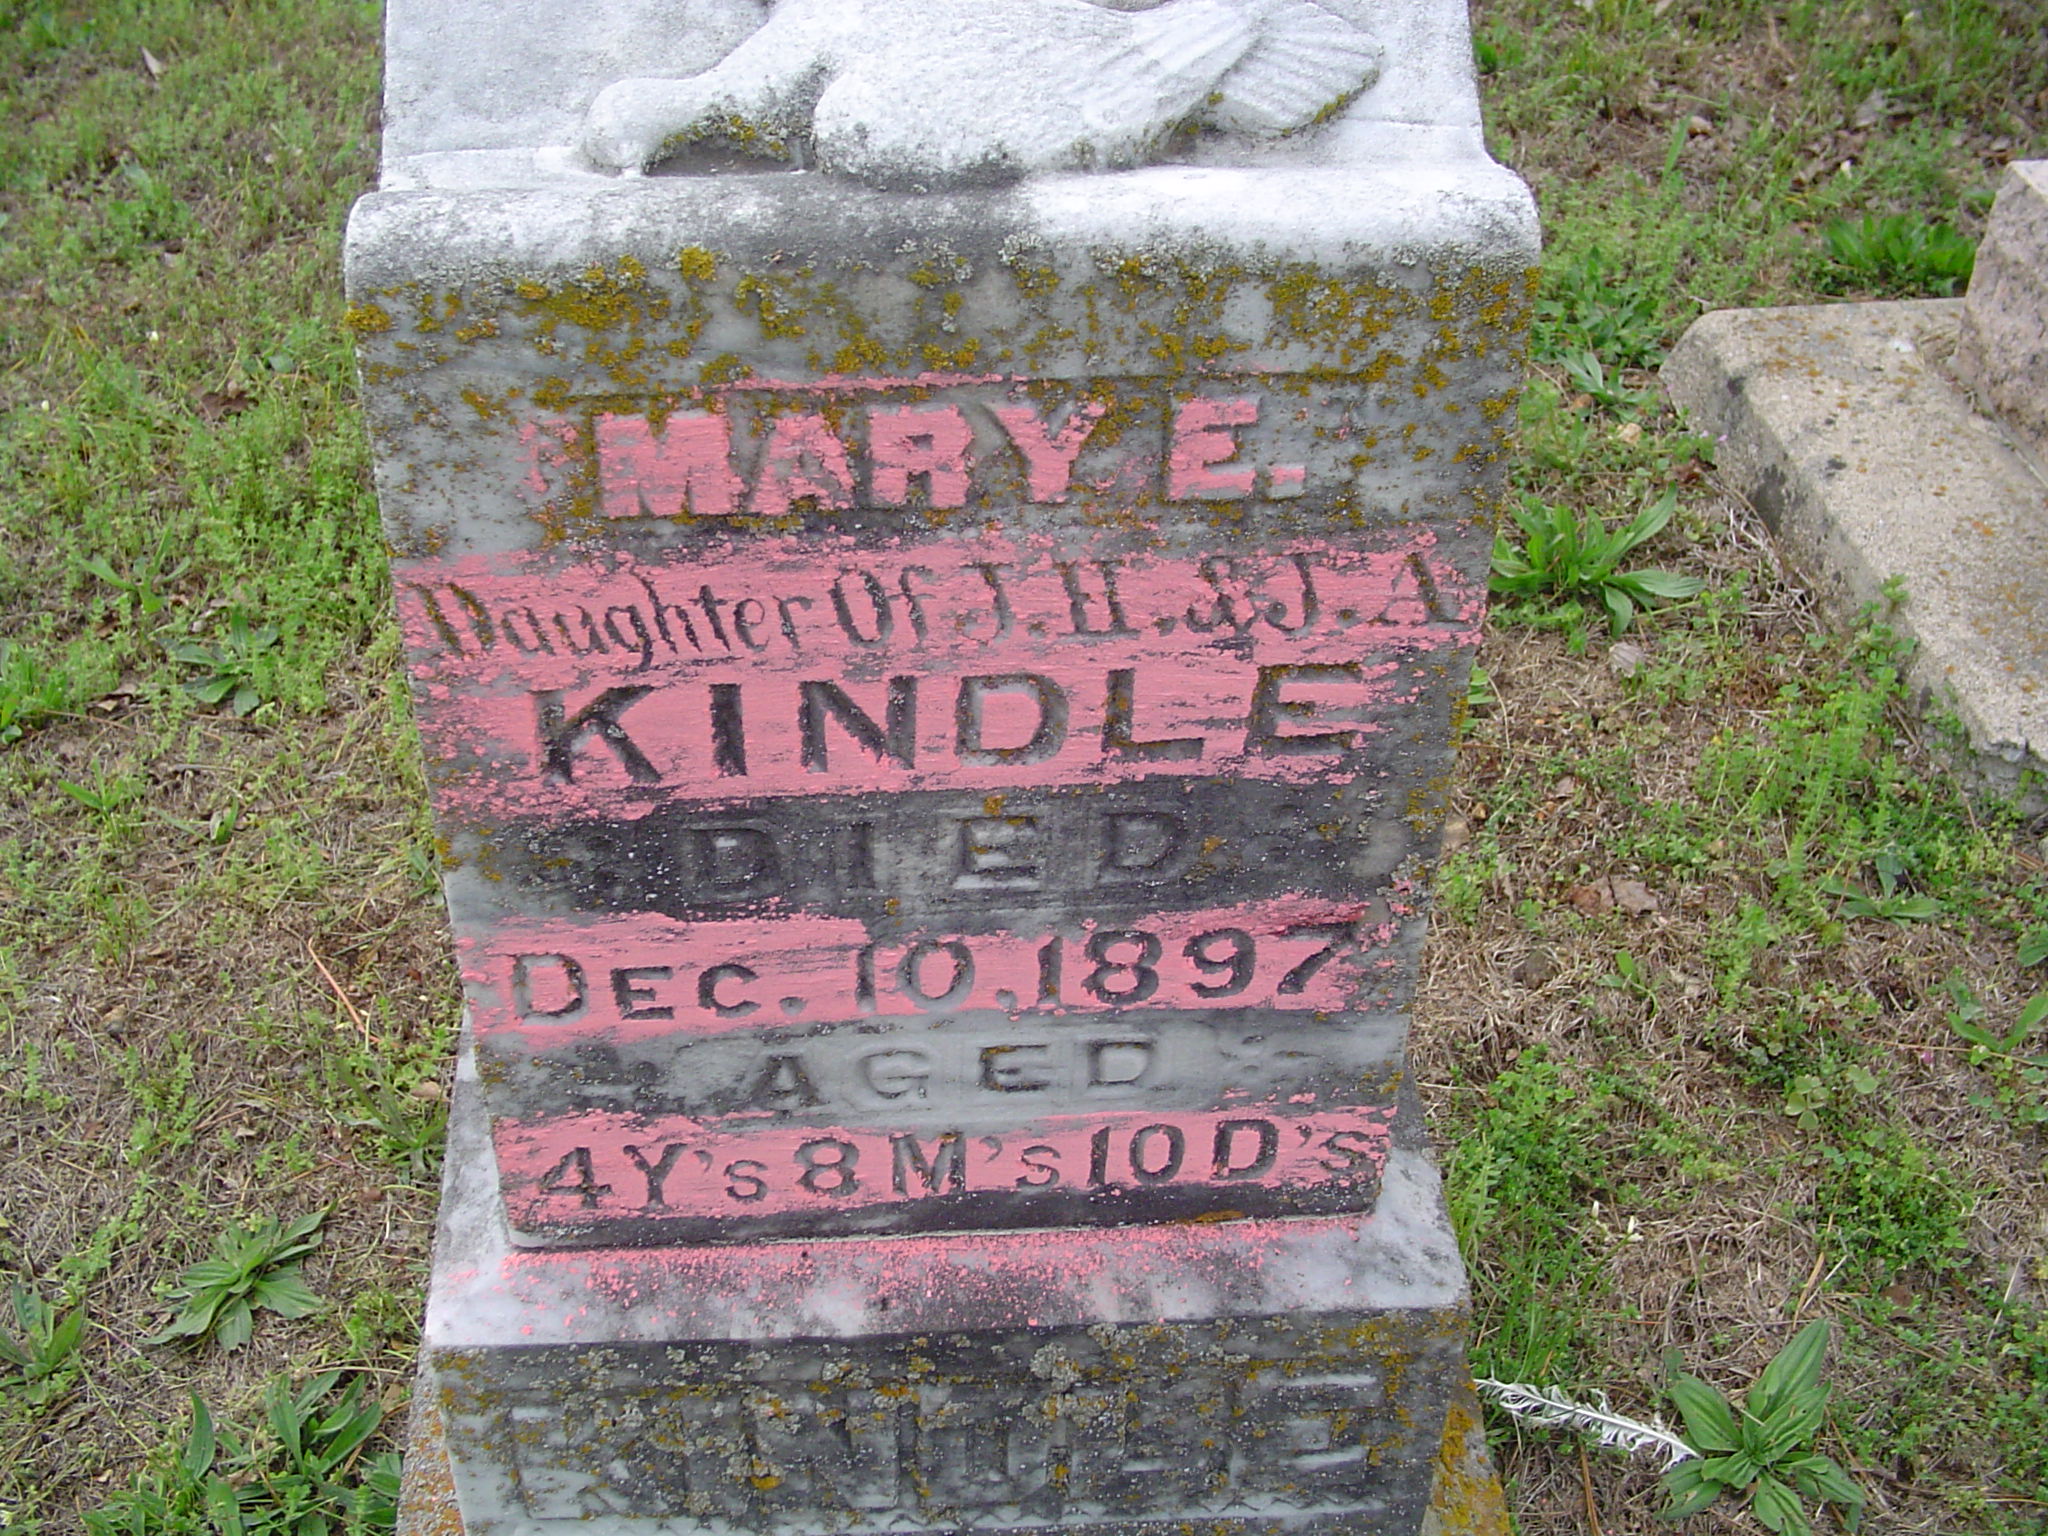 MARY E.
Daughter Of J. H. & J. A
KINDLE
DIED
DEC. 10, 1897
AGED
4 Y's 8 M's 10 D's
KINDLE